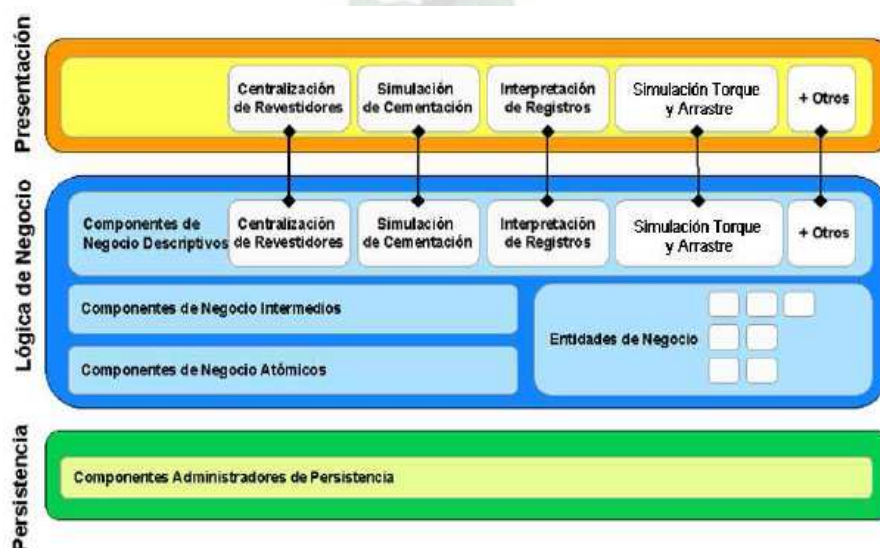 Presentación
Centralización
de Revestidores
Simulación
de Cementación
Interpretación
de Registros
Simulación Torque
y Arrastre
+ Otros
Lógica de Negocio
Componentes de
Negocio Descriptivos
Centralización
de Revestidores
Simulación
de Cementación
Interpretación
de Registros
Simulación Torque
y Arrastre
+ Otros
Componentes de Negocio Intermedios
Componentes de Negocio Atômicos
Entidades de Negocio
Persistencia
Componentes Administradores de Persistencia